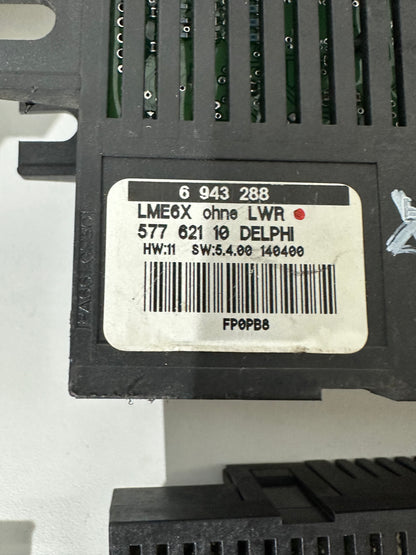 6 943 288
LME6X ohne LWR
577 621 10 DELPHI
HW:11 SW:5.4.00 140400
FP0PB8